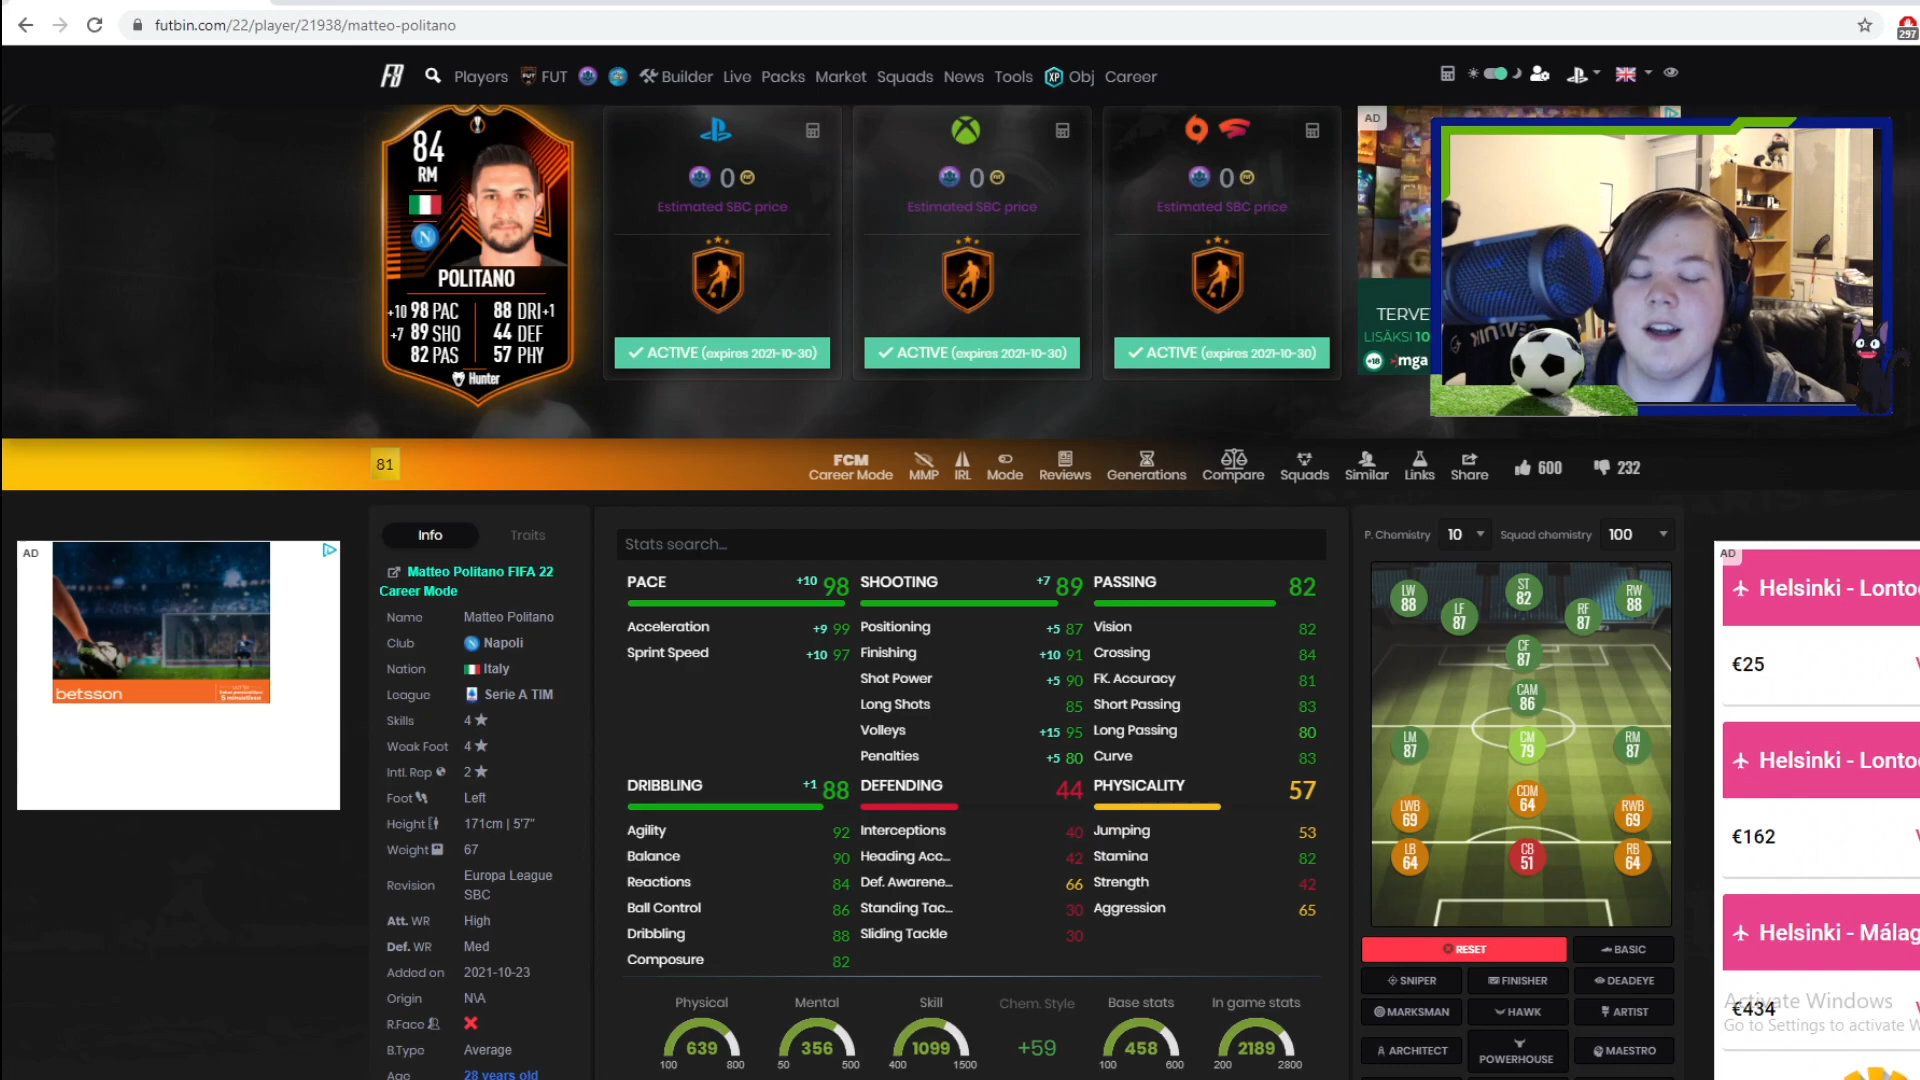 futbin.com/22/player/21938/matteo-politano
297
Players FUT Builder Live Packs Market Squads News Tools XP Obj Career
84
RM
POLITANO
+10 98 PAC 88 DRI +1
+7 89 SHO 44 DEF
82 PAS 57 PHY
Hunter
0
Estimated SBC price
ACTIVE (expires 2021-10-30)
0
Estimated SBC price
ACTIVE (expires 2021-10-30)
0
Estimated SBC price
ACTIVE (expires 2021-10-30)
AD
TERVE
LISÄKSI 10
+18 mga
81
FCM
Career Mode MMP IRL Mode Reviews Generations Compare Squads Similar Links Share 600 232
AD
betsson
Info Traits
Matteo Politano FIFA 22
Career Mode
Name Matteo Politano
Club Napoli
Nation Italy
League Serie A TIM
Skills 4
Weak Foot 4
Intl. Rep 2
Foot Left
Height 171cm | 5'7"
Weight 67
Revision Europa League
SBC
Att. WR High
Def. WR Med
Added on 2021-10-23
Origin N\A
R.Face
B.Type Average
Age 28 years old
Stats search...
PACE +10 98
Acceleration +9 99
Sprint Speed +10 97
SHOOTING +7 89
Positioning +5 87
Finishing +10 91
Shot Power +5 90
Long Shots 85
Volleys +15 95
Penalties +5 80
PASSING 82
Vision 82
Crossing 84
FK. Accuracy 81
Short Passing 83
Long Passing 80
Curve 83
DRIBBLING +1 88
Agility 92
Balance 90
Reactions 84
Ball Control 86
Dribbling 88
Composure 82
DEFENDING 44
Interceptions 40
Heading Acc... 42
Def. Awarene... 66
Standing Tac... 30
Sliding Tackle 30
PHYSICALITY 57
Jumping 53
Stamina 82
Strength 42
Aggression 65
Physical Mental Skill Chem. Style Base stats In game stats
639 356 1099 +59 458 2189
100 800 50 500 400 1500 100 600 200 2800
P. Chemistry 10 Squad chemistry 100
LW
88
ST
82
RW
88
LF
87
RF
87
CF
87
CAM
86
LM
87
CM
79
RM
87
CDM
64
LWB
69
RWB
69
LB
64
CB
51
RB
64
RESET BASIC
SNIPER FINISHER DEADEYE
MARKSMAN HAWK ARTIST
ARCHITECT POWERHOUSE MAESTRO
AD
Helsinki - Lonto
€25
Helsinki - Lonto
€162
Helsinki - Málag
€434
Activate Windows
Go to Settings to activate W